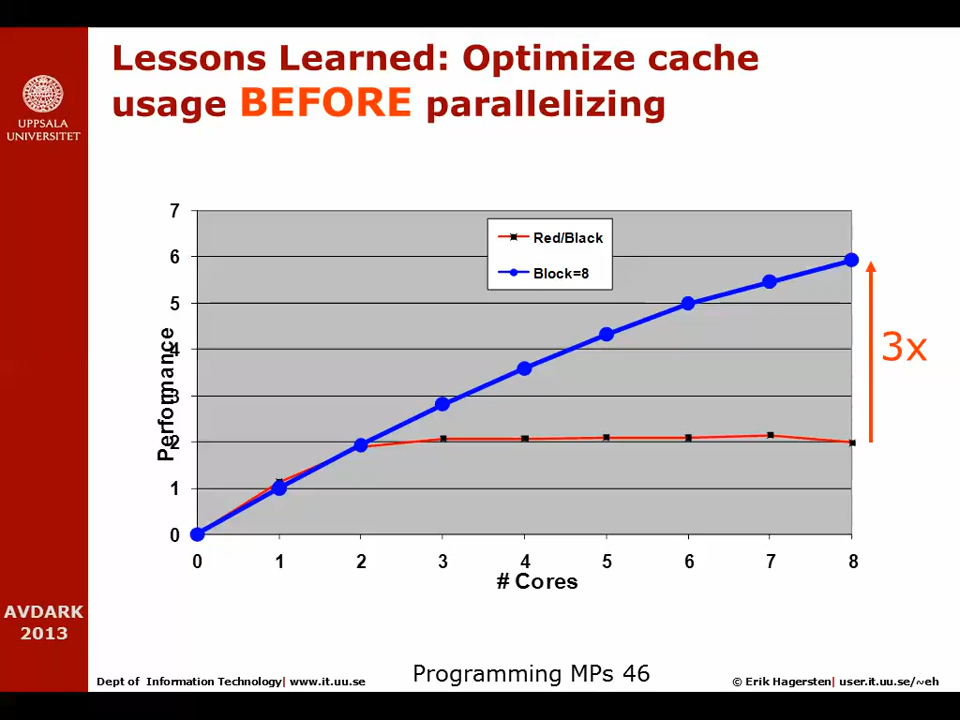 Lessons Learned: Optimize cache
usage BEFORE parallelizing
UPPSALA
UNIVERSITET
7
6
5
4
3
2
1
0
Performance
Red/Black
Block=8
3x
0 1 2 3 4 5 6 7 8
# Cores
AVDARK
2013
Programming MPs 46
Dept of Information Technology| www.it.uu.se
© Erik Hagersten| user.it.uu.se/~eh